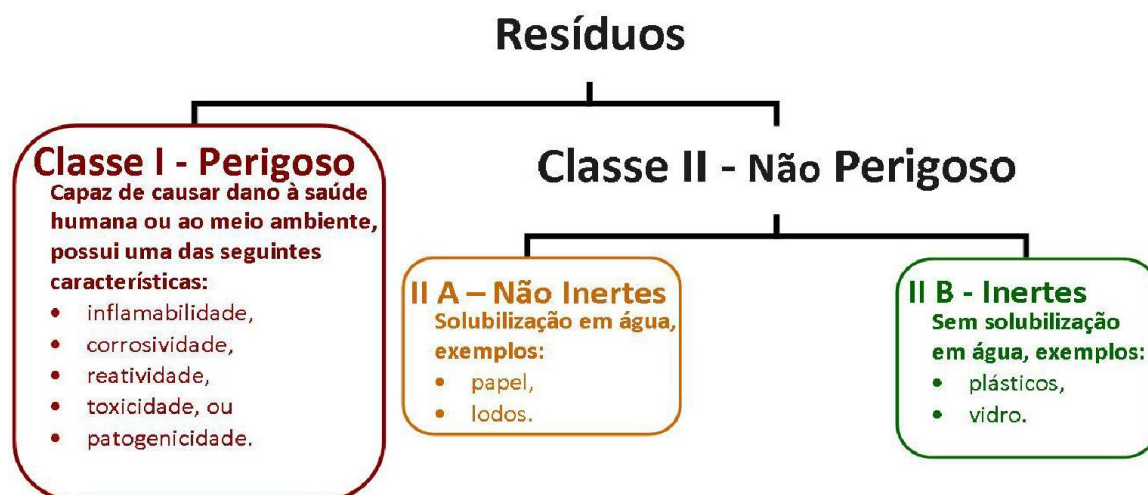 Resíduos
Classe I - Perigoso
Capaz de causar dano à saúde
humana ou ao meio ambiente,
possui uma das seguintes
características:
• inflamabilidade,
• corrosividade,
• reatividade,
• toxicidade, ou
• patogenicidade.
Classe II - Não Perigoso
II A – Não Inertes
Solubilização em água,
exemplos:
• papel,
• lodos.
II B - Inertes
Sem solubilização
em água, exemplos:
• plásticos,
• vidro.